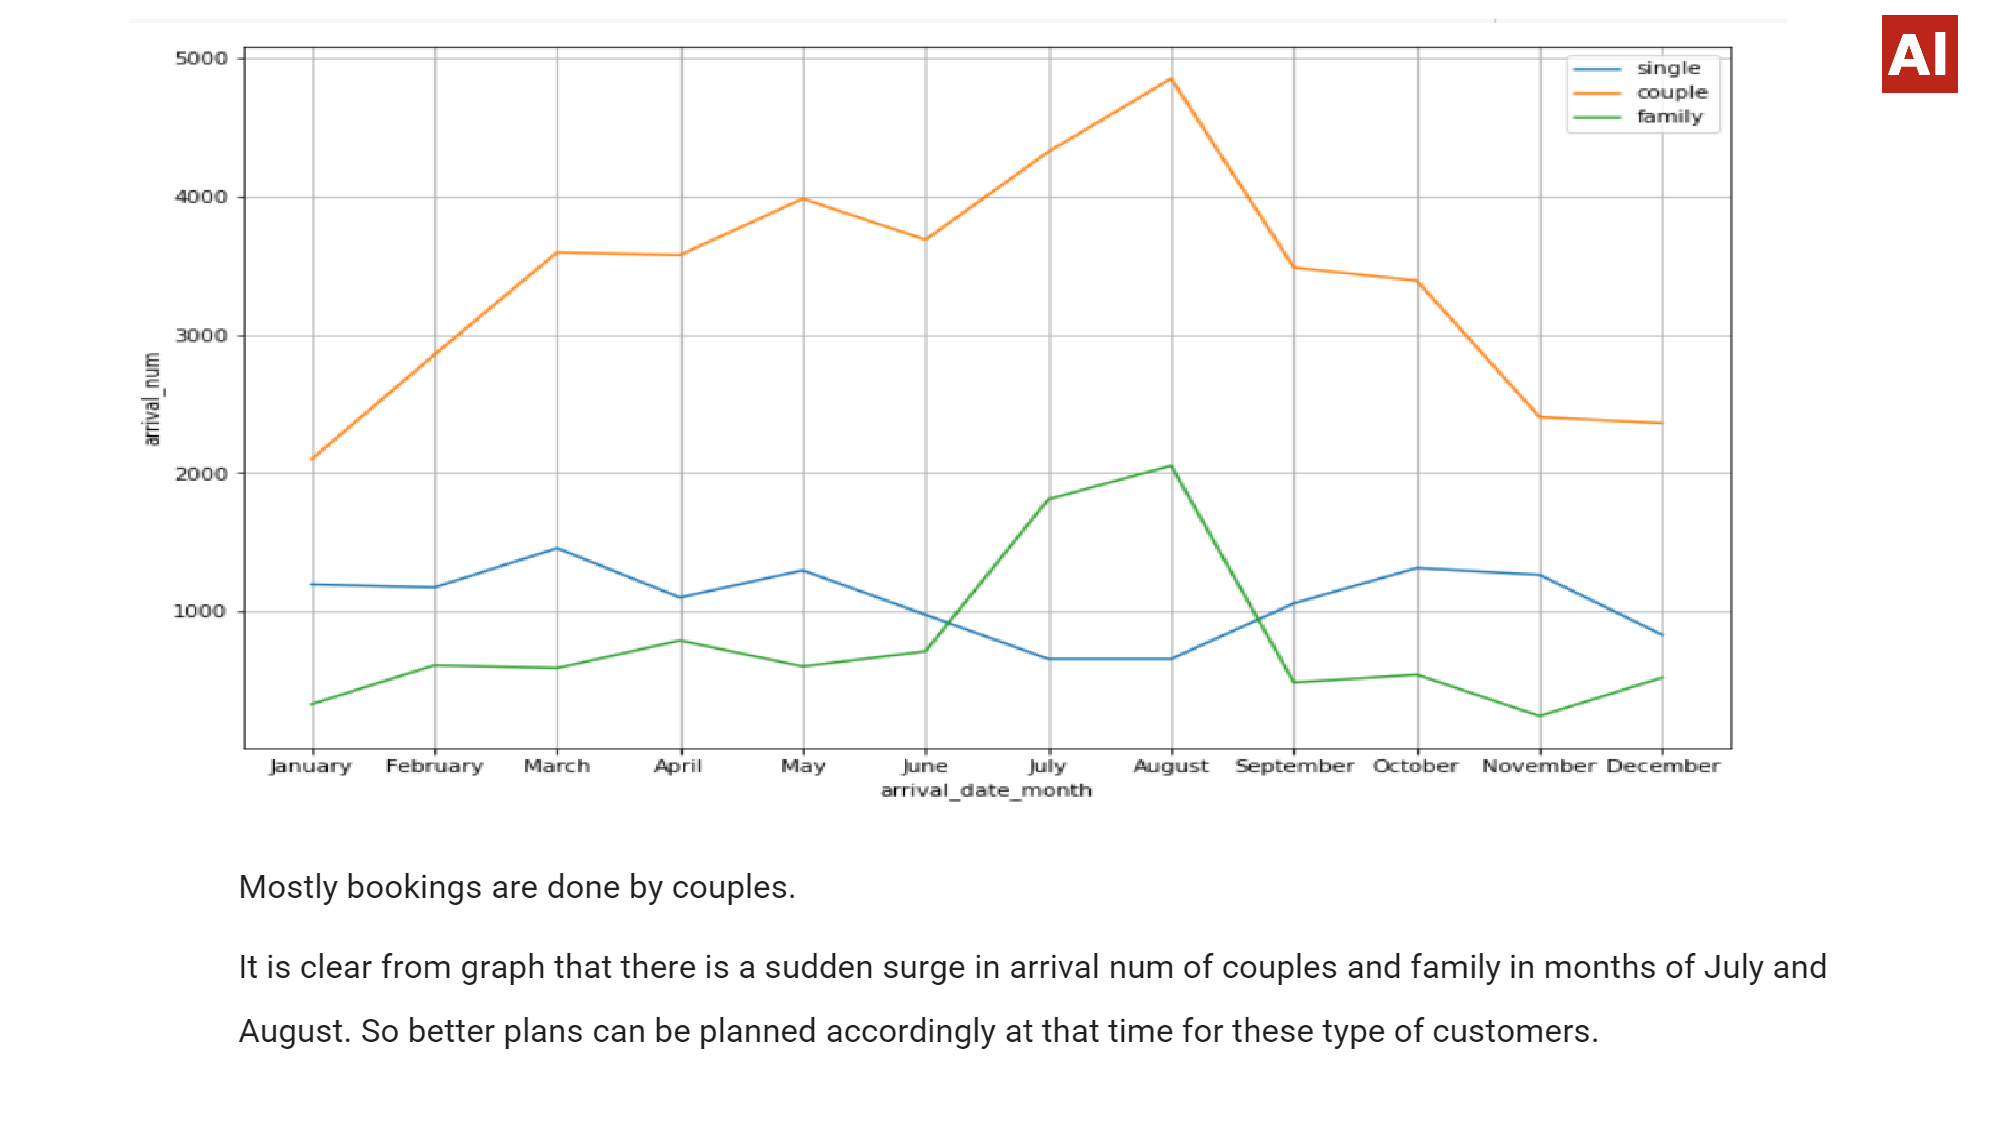 AI
5000
4000
3000
2000
1000
arrival_num
single
couple
family
January February March April May June July August September October November December
arrival_date_month
Mostly bookings are done by couples.
It is clear from graph that there is a sudden surge in arrival num of couples and family in months of July and
August. So better plans can be planned accordingly at that time for these type of customers.